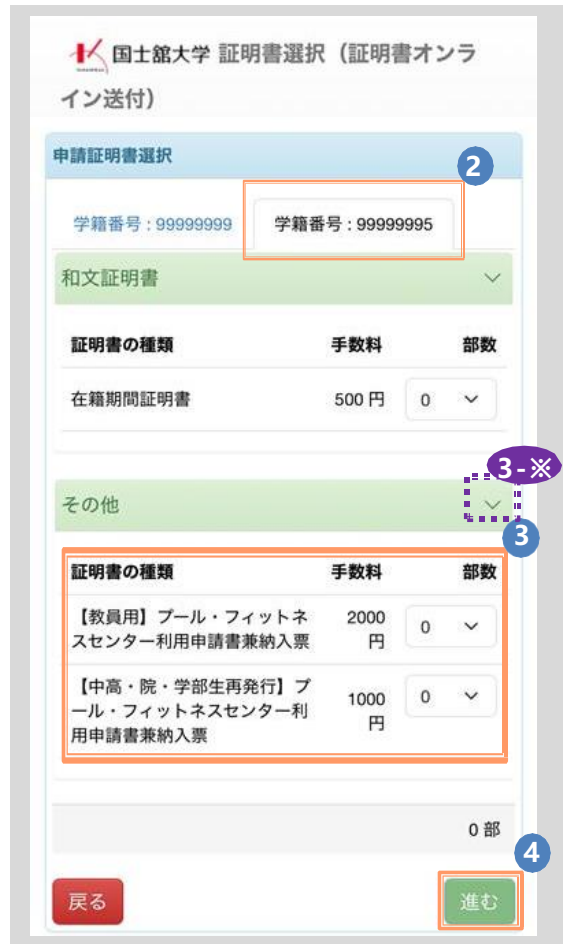 国士舘大学 証明書選択（証明書オンラ
イン送付）
申請証明書選択
2
学籍番号 : 99999999 学籍番号 : 99999995
和文証明書
証明書の種類 手数料 部数
在籍期間証明書 500 円 0
3-※
その他
3
証明書の種類 手数料 部数
【教員用】プール・フィットネ 2000 0
スセンター利用申請書兼納入票 円
【中高・院・学部生再発行】プ
ール・フィットネスセンター利 1000 0
用申請書兼納入票 円
0 部
4
戻る 進む